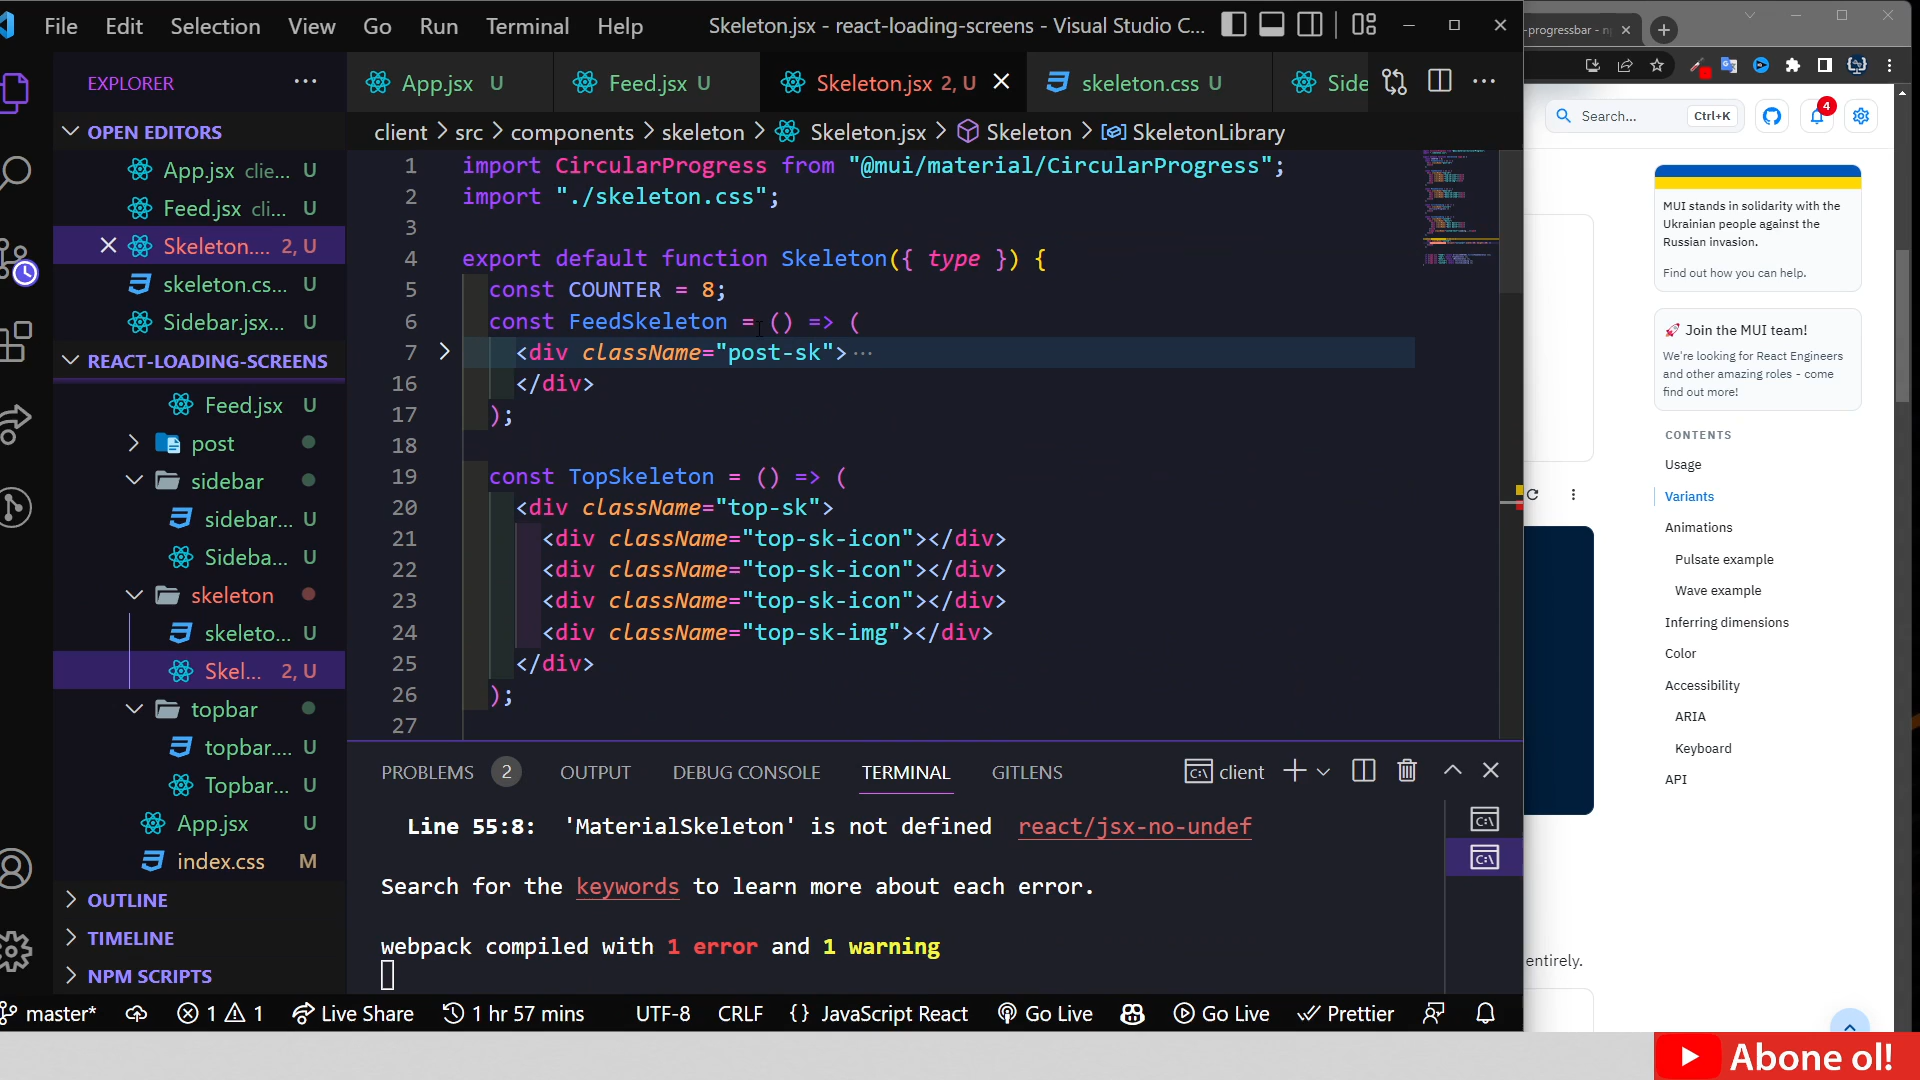 File Edit Selection View Go Run Terminal Help
Skeleton.jsx - react-loading-screens - Visual Studio C...
EXPLORER
OPEN EDITORS
App.jsx clie... U
Feed.jsx cli... U
Skeleton.... 2, U
skeleton.cs... U
Sidebar.jsx... U
REACT-LOADING-SCREENS
Feed.jsx U
post
sidebar
sidebar... U
Sideba... U
skeleton
skeleto... U
Skel... 2, U
topbar
topbar.... U
Topbar... U
App.jsx U
index.css M
OUTLINE
TIMELINE
NPM SCRIPTS
App.jsx U
Feed.jsx U
Skeleton.jsx 2, U
skeleton.css U
Side
client > src > components > skeleton > Skeleton.jsx > Skeleton > SkeletonLibrary
1 import CircularProgress from "@mui/material/CircularProgress";
2 import "./skeleton.css";
3
4 export default function Skeleton({ type }) {
5 const COUNTER = 8;
6 const FeedSkeleton = () => (
7 <div className="post-sk"> ...
16 </div>
17 );
18
19 const TopSkeleton = () => (
20 <div className="top-sk">
21 <div className="top-sk-icon"></div>
22 <div className="top-sk-icon"></div>
23 <div className="top-sk-icon"></div>
24 <div className="top-sk-img"></div>
25 </div>
26 );
27
PROBLEMS 2 OUTPUT DEBUG CONSOLE TERMINAL GITLENS
client
Line 55:8: 'MaterialSkeleton' is not defined react/jsx-no-undef
Search for the keywords to learn more about each error.
webpack compiled with 1 error and 1 warning
master* 1 1 Live Share 1 hr 57 mins UTF-8 CRLF {} JavaScript React Go Live Go Live Prettier
Search... Ctrl+K
4
MUI stands in solidarity with the
Ukrainian people against the
Russian invasion.
Find out how you can help.
🚀 Join the MUI team!
We're looking for React Engineers
and other amazing roles - come
find out more!
CONTENTS
Usage
Variants
Animations
Pulsate example
Wave example
Inferring dimensions
Color
Accessibility
ARIA
Keyboard
API
entirely.
Abone ol!